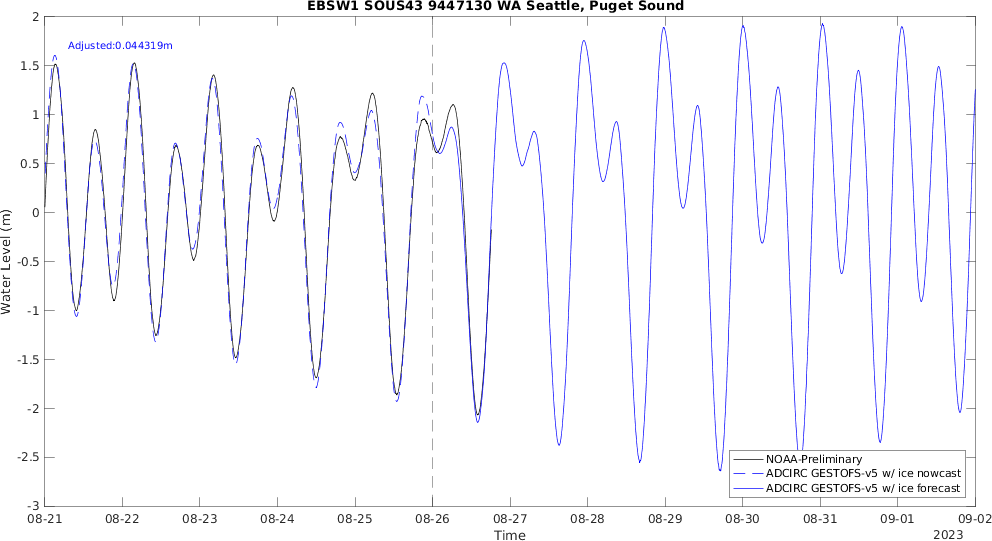 EBSW1 SOUS43 9447130 WA Seattle, Puget Sound
Adjusted:0.044319m
2
1.5
1
0.5
0
-0.5
-1
-1.5
-2
-2.5
-3
Water Level (m)
NOAA-Preliminary
ADCIRC GESTOFS-v5 w/ ice nowcast
ADCIRC GESTOFS-v5 w/ ice forecast
08-21 08-22 08-23 08-24 08-25 08-26 08-27 08-28 08-29 08-30 08-31 09-01 09-02
Time
2023